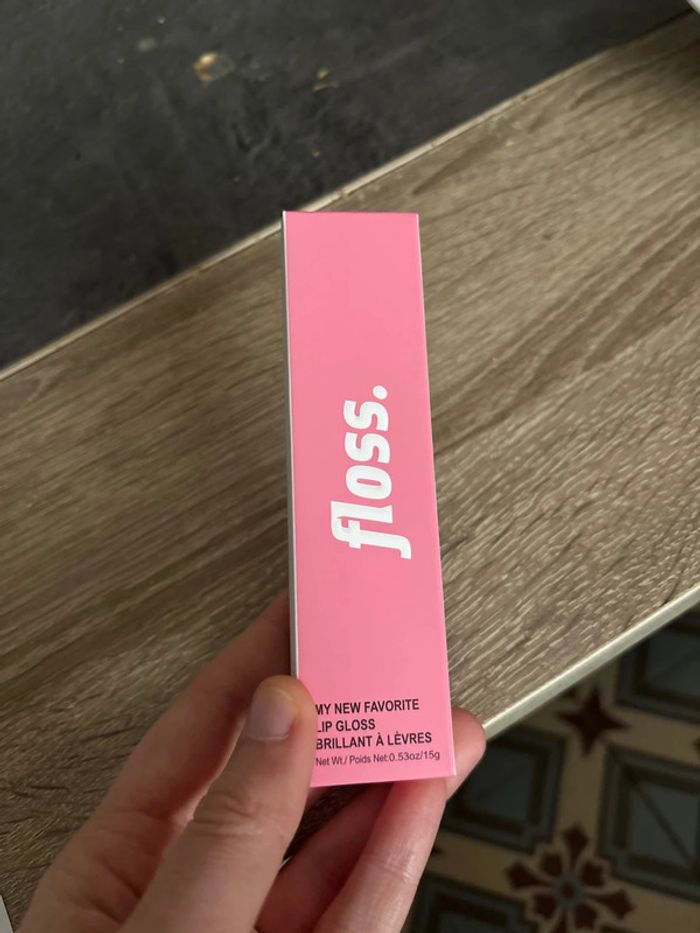 floss.
MY NEW FAVORITE
LIP GLOSS
BRILLANT À LÈVRES
Net Wt./ Poids Net:0.53oz/15g